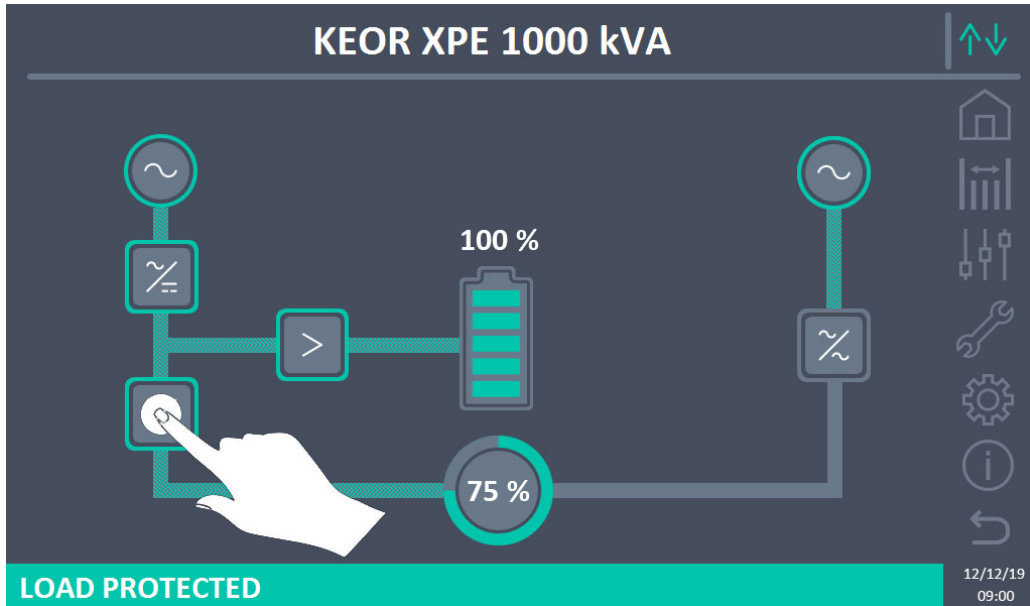 KEOR XPE 1000 kVA
100 %
75 %
LOAD PROTECTED
12/12/19
09:00